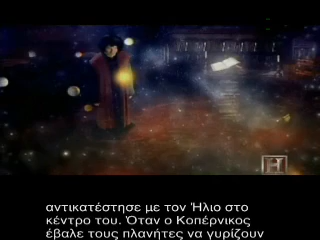 αντικατέστησε με τον Ήλιο στο
κέντρο του. Όταν ο Κοπέρνικος
έβαλε τους πλανήτες να γυρίζουν
H